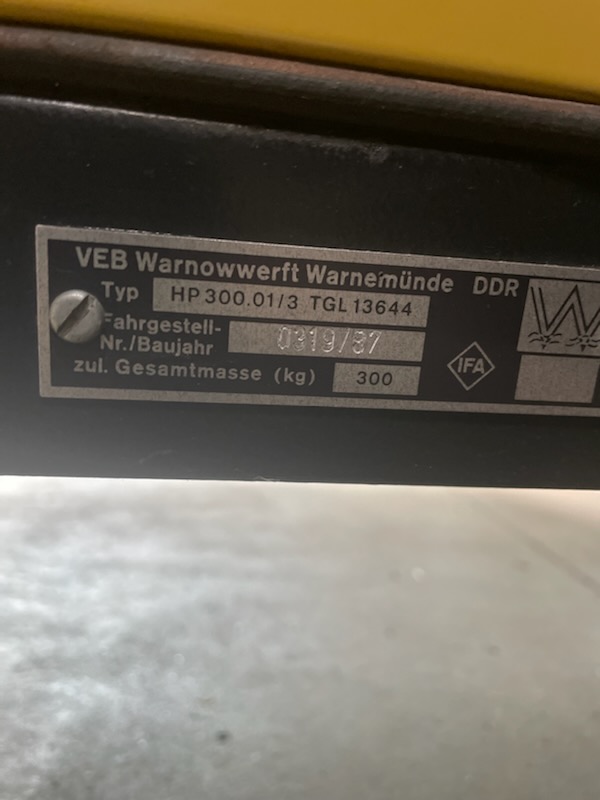 VEB Warnowwerft Warnemünde DDR
Typ HP 300.01/3 TGL 13644
Fahrgestell-
Nr./Baujahr 0319/87
zul. Gesamtmasse (kg) 300
IFA
W